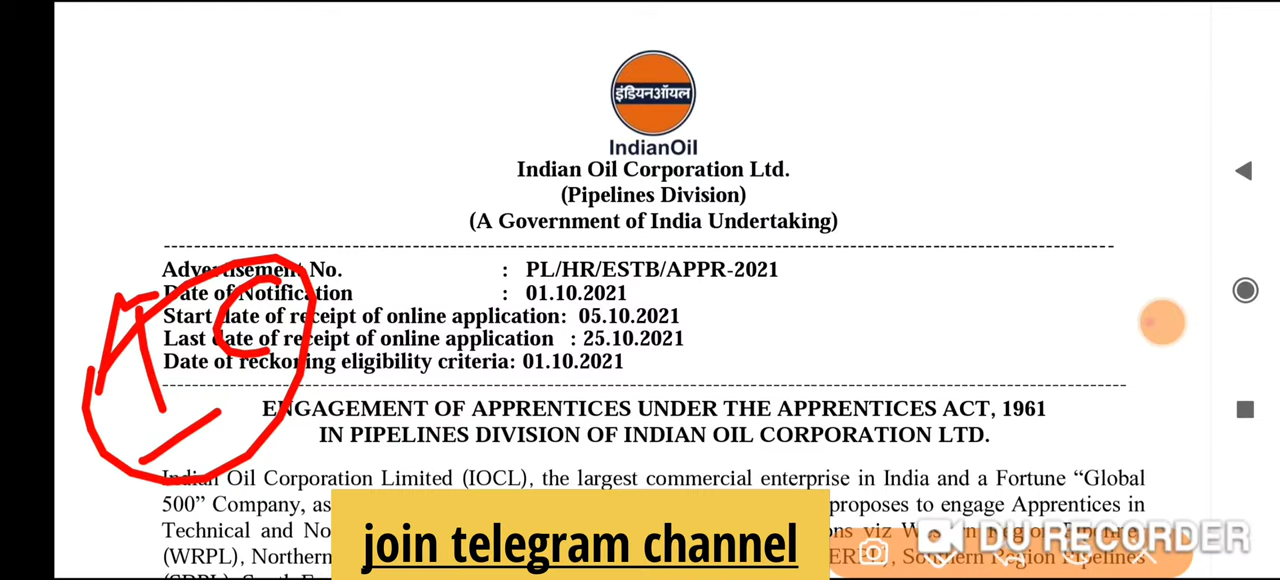 इंडियनऑयल
IndianOil
Indian Oil Corporation Ltd.
(Pipelines Division)
(A Government of India Undertaking)
Advertisement No. : PL/HR/ESTB/APPR-2021
Date of Notification : 01.10.2021
Start date of receipt of online application: 05.10.2021
Last date of receipt of online application : 25.10.2021
Date of reckoning eligibility criteria: 01.10.2021
ENGAGEMENT OF APPRENTICES UNDER THE APPRENTICES ACT, 1961
IN PIPELINES DIVISION OF INDIAN OIL CORPORATION LTD.
Indian Oil Corporation Limited (IOCL), the largest commercial enterprise in India and a Fortune “Global
500” Company, as proposes to engage Apprentices in
Technical and viz
(WRPL), Northern Region Pipelines
join telegram channel
DU RECORDER